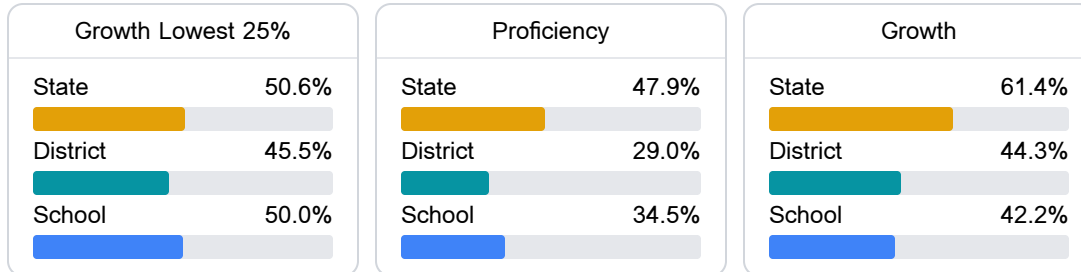 Growth Lowest 25%
State 50.6%
District 45.5%
School 50.0%
Proficiency
State 47.9%
District 29.0%
School 34.5%
Growth
State 61.4%
District 44.3%
School 42.2%